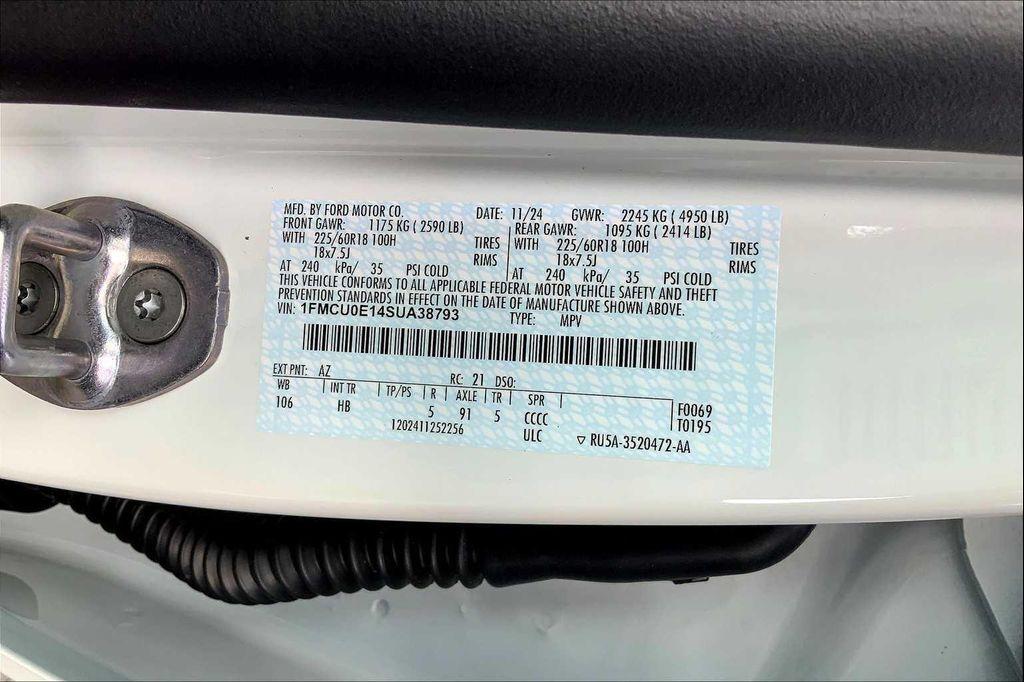 MFD. BY FORD MOTOR CO. DATE: 11/24 GVWR: 2245 KG ( 4950 LB)
FRONT GAWR: 1175 KG ( 2590 LB) REAR GAWR: 1095 KG ( 2414 LB)
WITH 225/60R18 100H TIRES WITH 225/60R18 100H TIRES
18x7.5J RIMS 18x7.5J RIMS
AT 240 kPa/ 35 PSI COLD AT 240 kPa/ 35 PSI COLD
THIS VEHICLE CONFORMS TO ALL APPLICABLE FEDERAL MOTOR VEHICLE SAFETY AND THEFT
PREVENTION STANDARDS IN EFFECT ON THE DATE OF MANUFACTURE SHOWN ABOVE.
VIN: 1FMCU0E14SUA38793 TYPE: MPV
EXT PNT: AZ RC: 21 DSO:
WB INT TR TP/PS R AXLE TR SPR
106 HB 5 91 5 CCCC F0069
ULC T0195
1202411252256 ▽ RU5A-3520472-AA